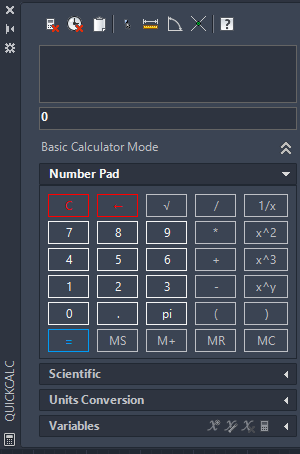 0
Basic Calculator Mode
Number Pad
C ← √ / 1/x
7 8 9 * x^2
4 5 6 + x^3
1 2 3 - x^y
0 . pi ( )
= MS M+ MR MC
Scientific
Units Conversion
Variables
QUICKCALC